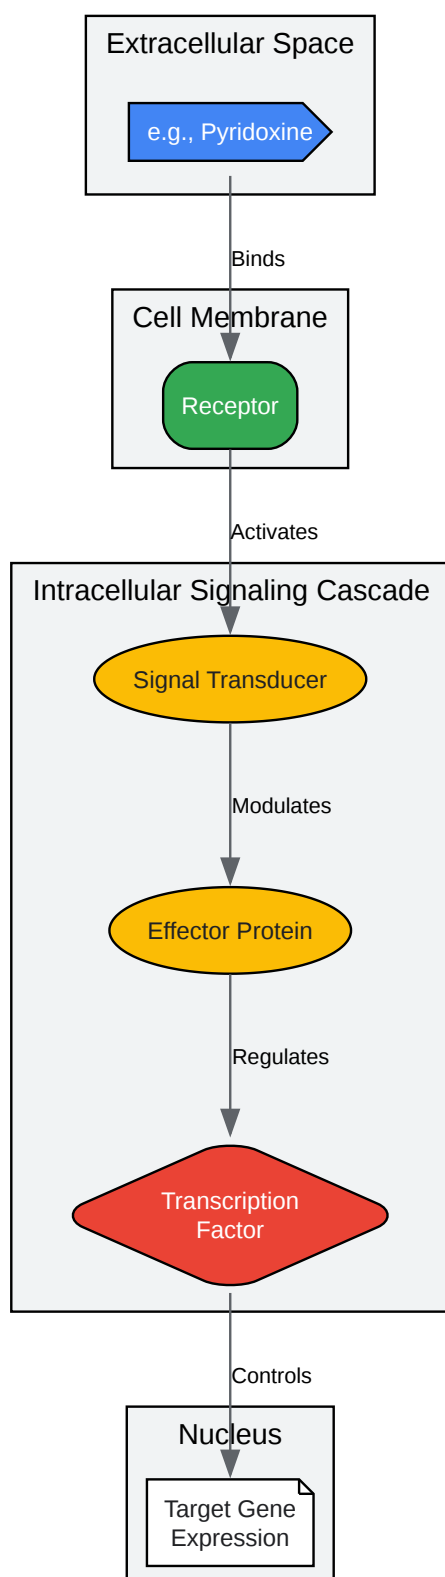 Extracellular Space
e.g., Pyridoxine
Binds
Cell Membrane
Receptor
Activates
Intracellular Signaling Cascade
Signal Transducer
Modulates
Effector Protein
Regulates
Transcription
Factor
Controls
Nucleus
Target Gene
Expression